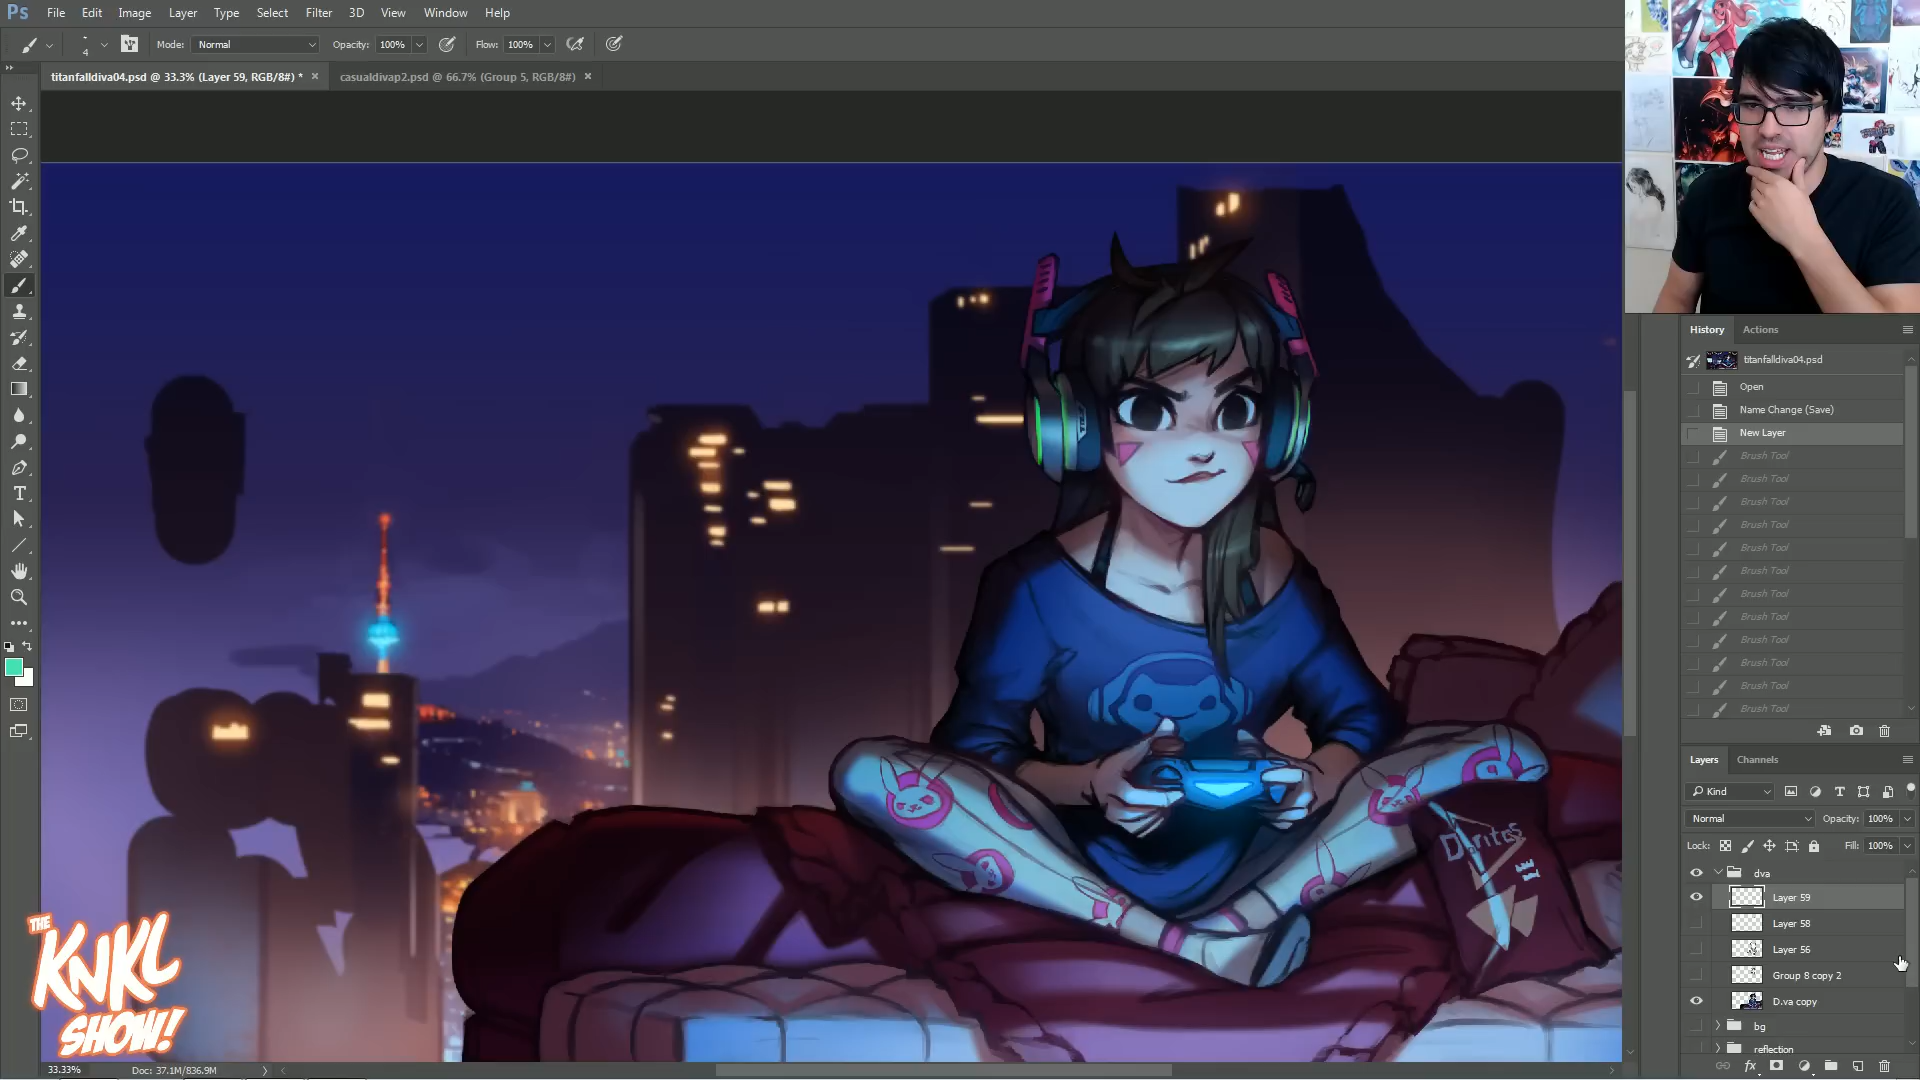 Ps File Edit Image Layer Type Select Filter 3D View Window Help
4 Mode: Normal Opacity: 100% Flow: 100%
titanfalldiva04.psd @ 33.3% (Layer 59, RGB/8#) * × casualdivap2.psd @ 66.7% (Group 5, RGB/8#) ×
History Actions
titanfalldiva04.psd
Open
Name Change (Save)
New Layer
Brush Tool
Brush Tool
Brush Tool
Brush Tool
Brush Tool
Brush Tool
Brush Tool
Brush Tool
Brush Tool
Brush Tool
Brush Tool
Brush Tool
Layers Channels
Kind
Normal Opacity: 100%
Lock: Fill: 100%
dva
Layer 59
Layer 58
Layer 56
Group 8 copy 2
D.va copy
bg
reflection
Doritos
THE
KNKL
SHOW!
33.33% Doc: 37.1M/836.9M